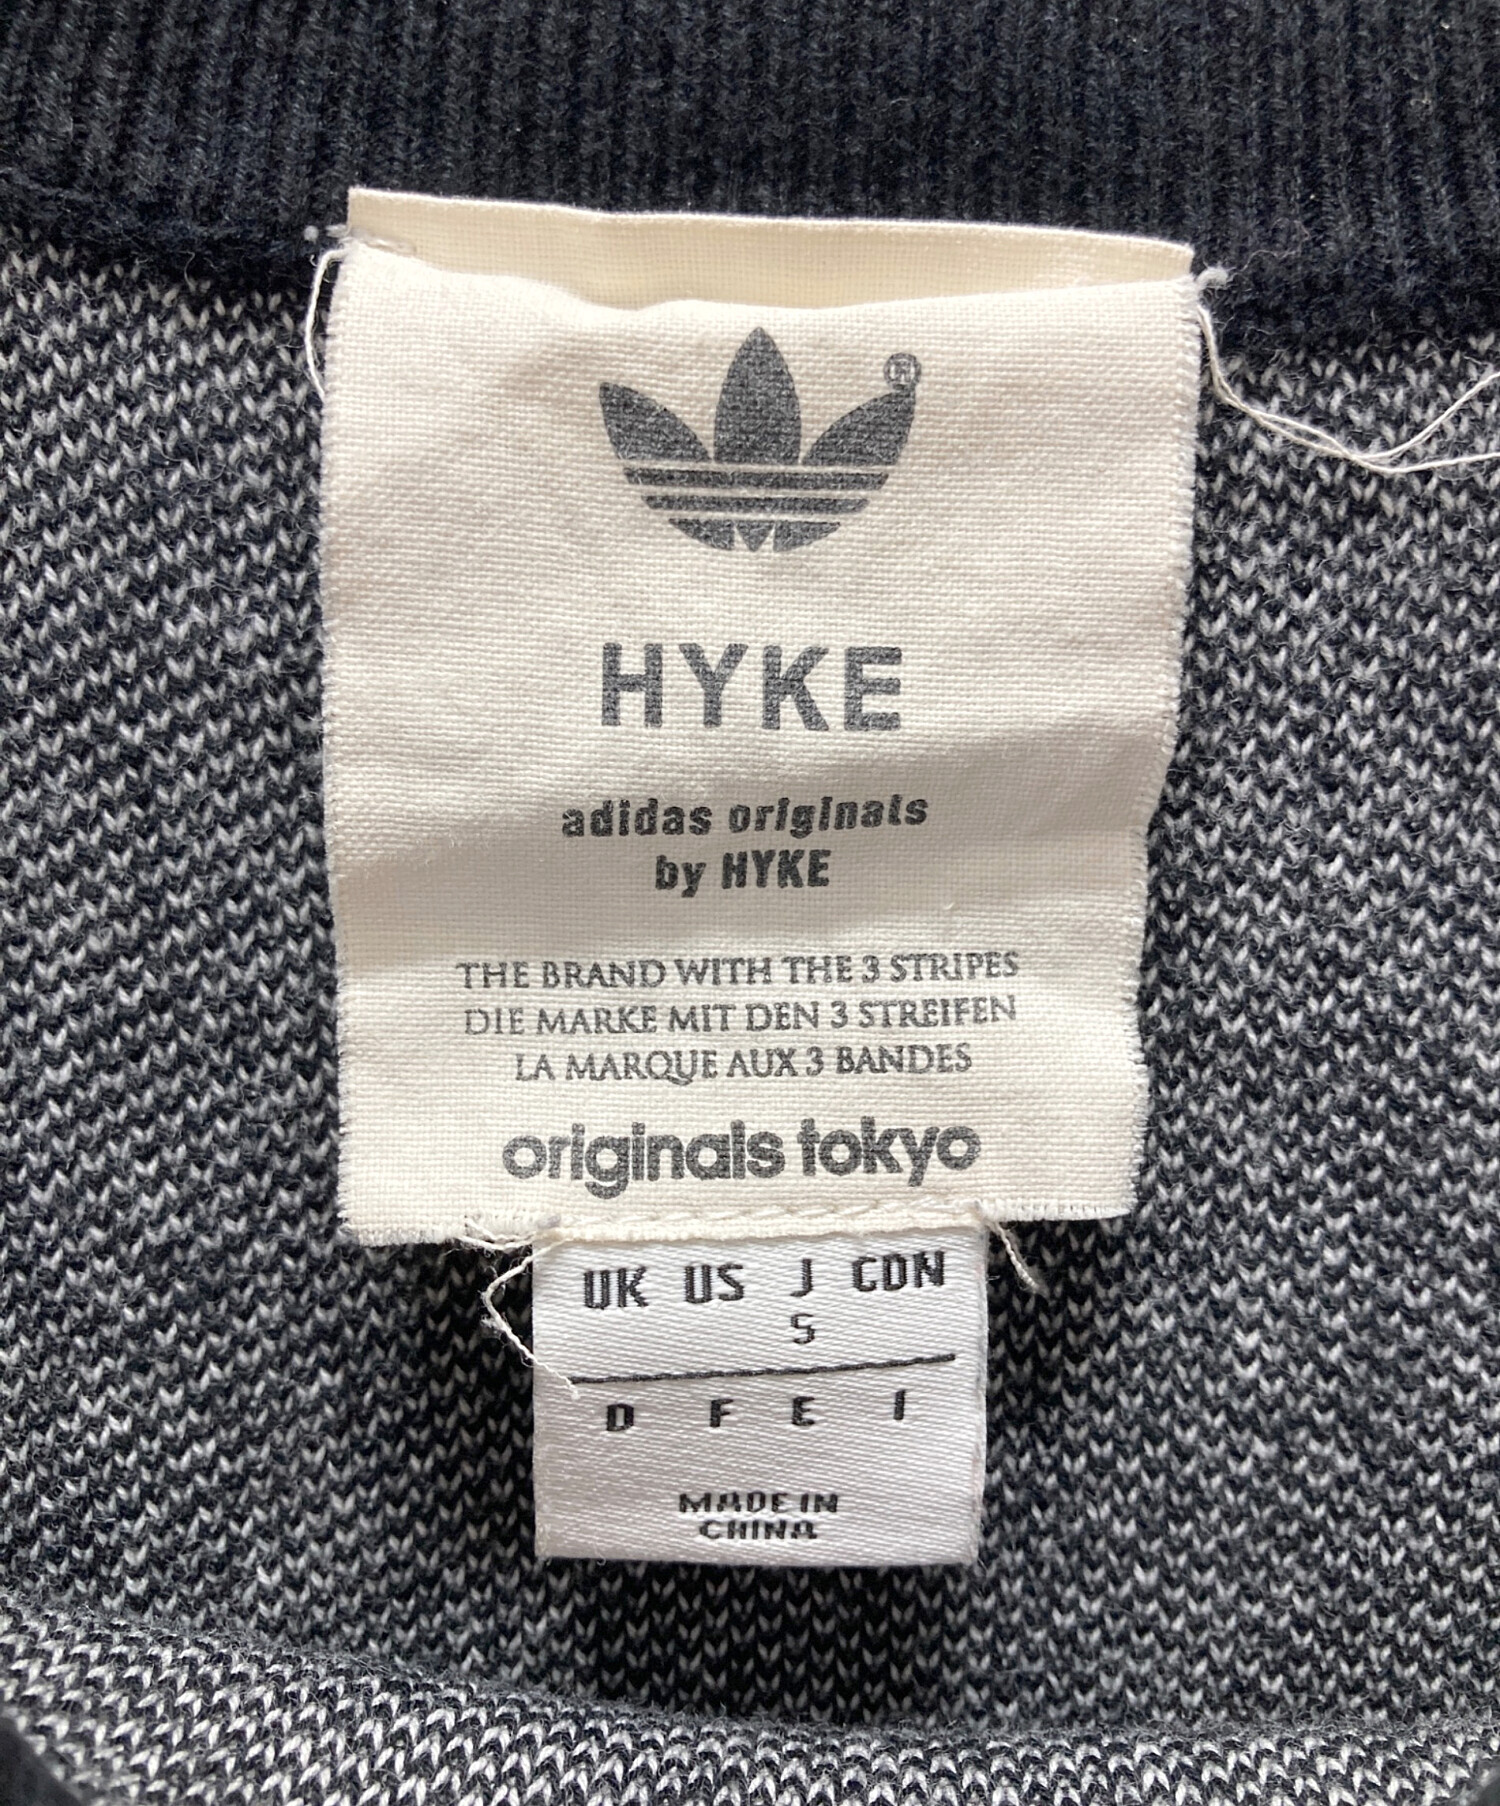 ®
HYKE
adidas originals
by HYKE
THE BRAND WITH THE 3 STRIPES
DIE MARKE MIT DEN 3 STREIFEN
LA MARQUE AUX 3 BANDES
originals tokyo
UK US J CDN
S
D F E I
MADE IN
CHINA